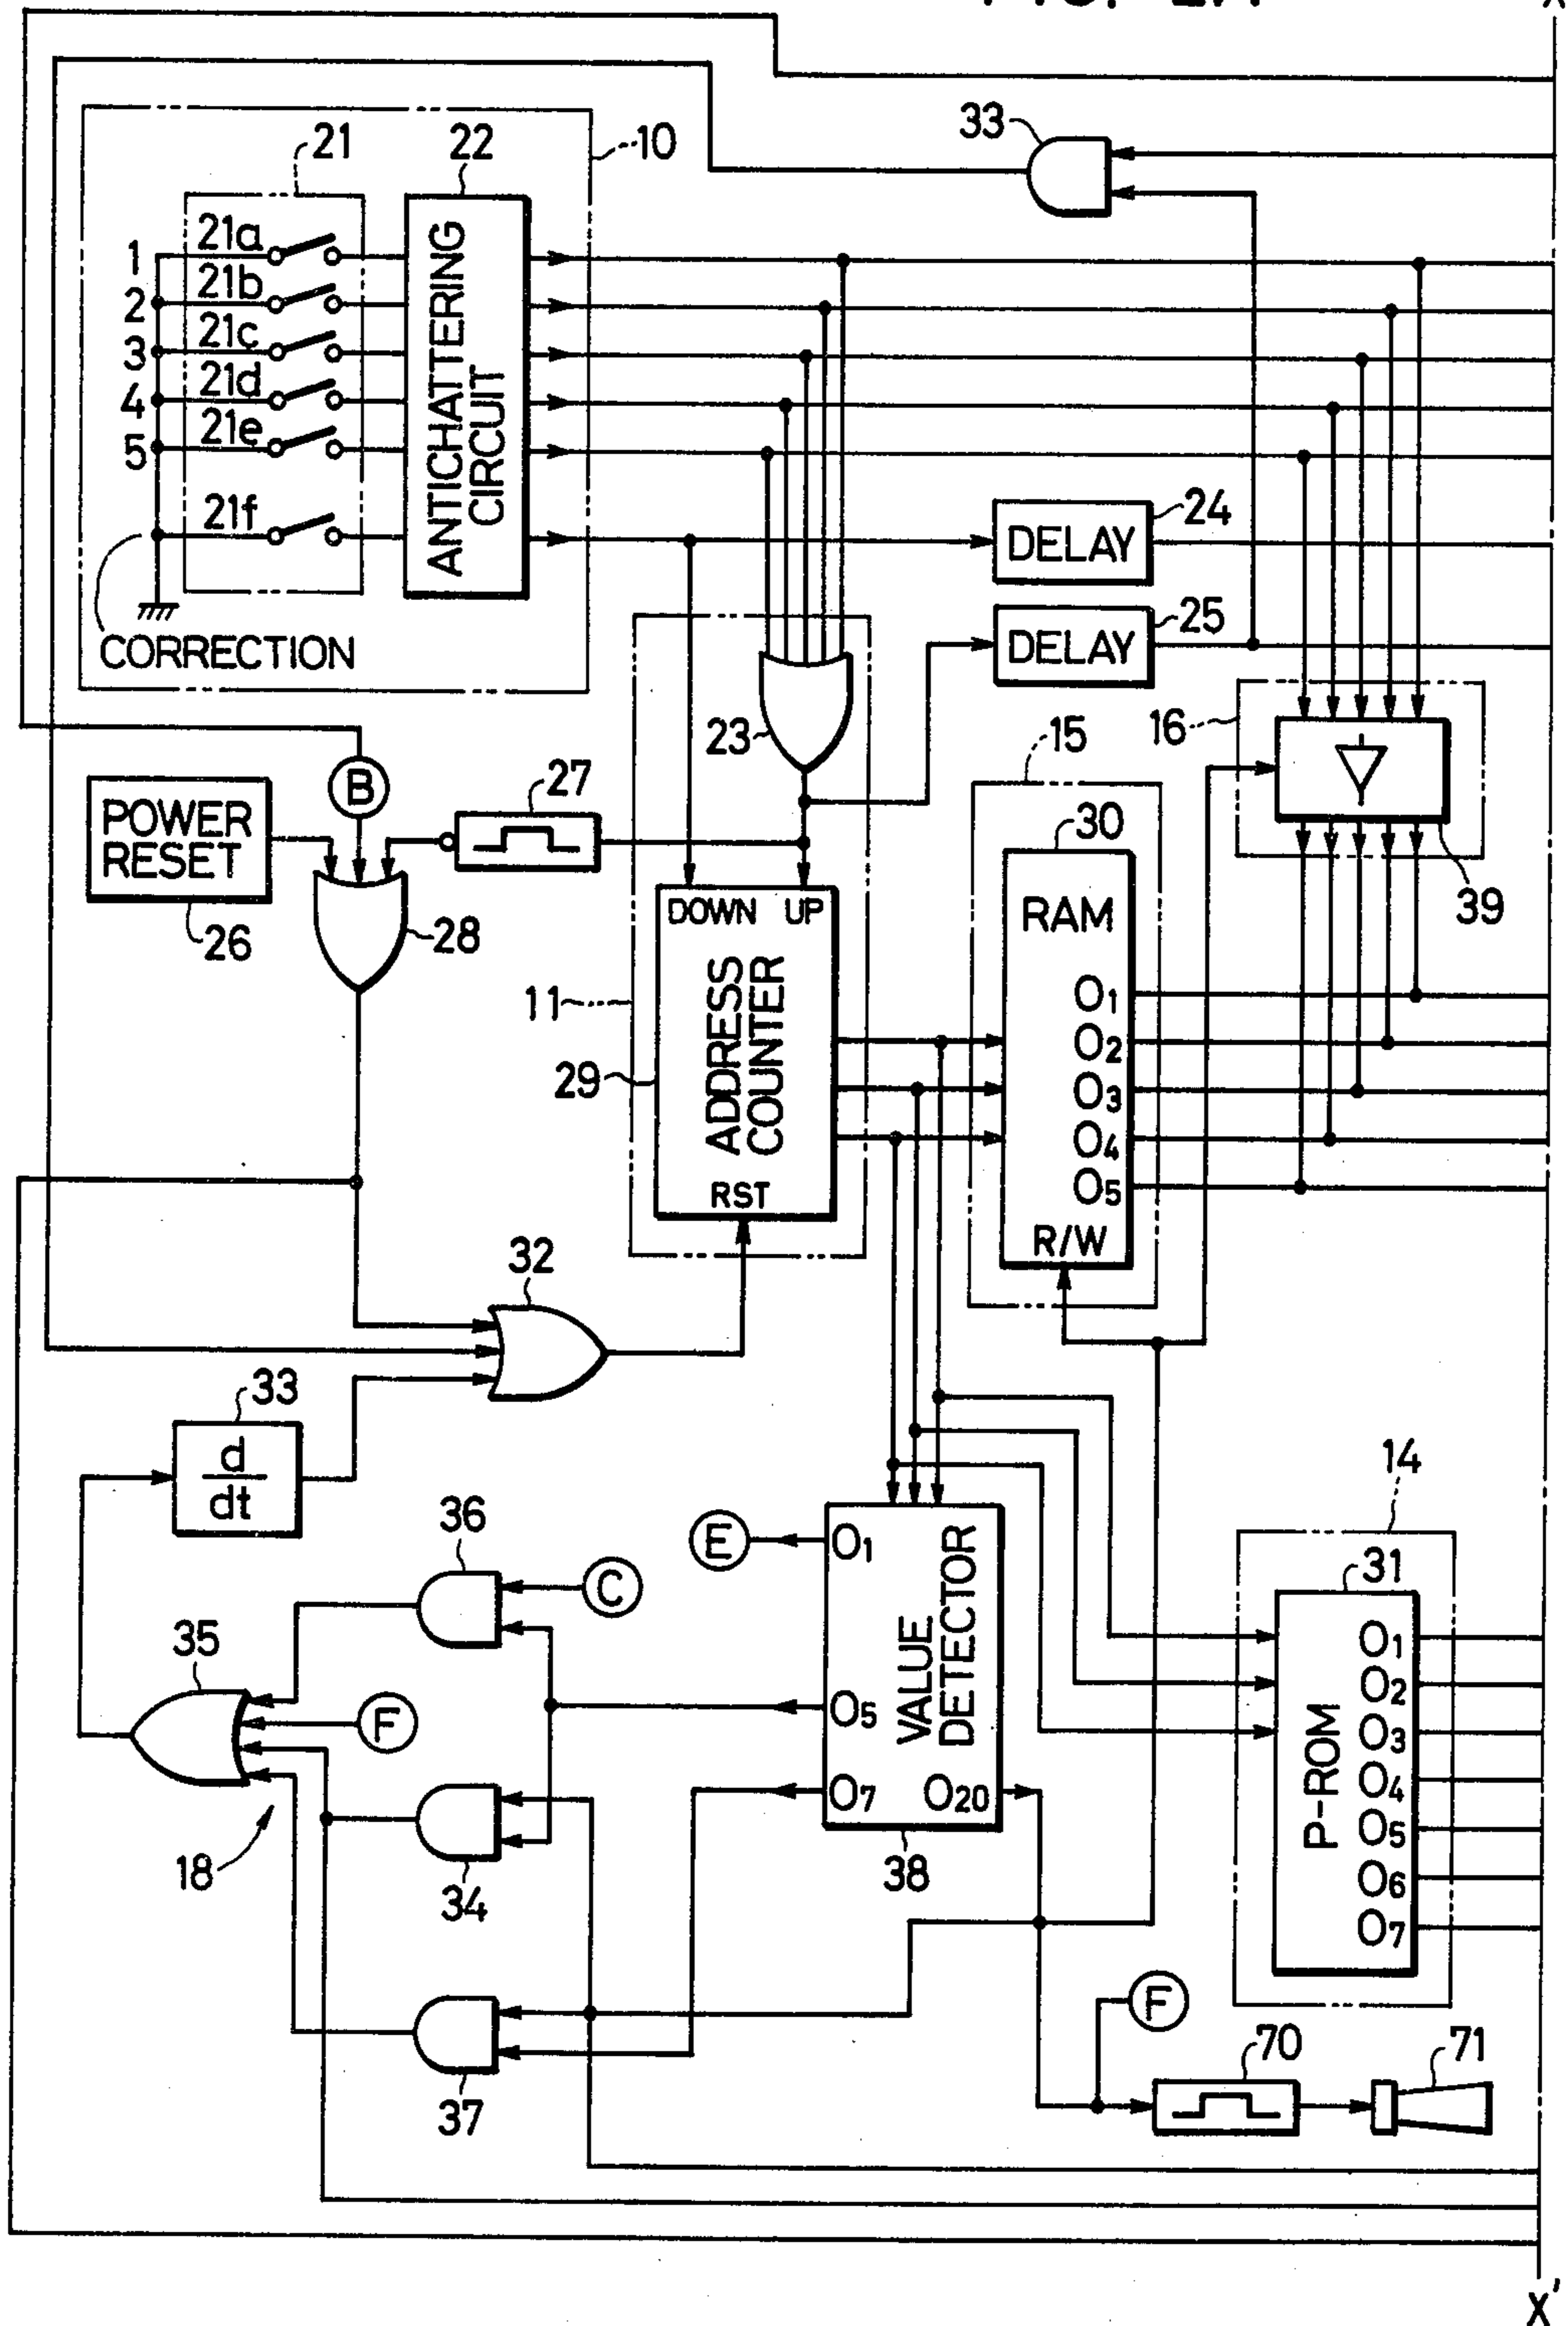 33
21
22
10
1
21a
2
21b
3
21c
4
21d
5
21e
21f
ANTICHATTERING
CIRCUIT
CORRECTION
DELAY
24
DELAY
25
23
15
16
B
27
POWER
RESET
26
28
30
39
DOWN UP
ADDRESS
COUNTER
RST
11
29
RAM
O1
O2
O3
O4
O5
R/W
32
33
d
dt
36
C
E
O1
VALUE
DETECTOR
O5
O7
O20
38
14
31
P-ROM
O1
O2
O3
O4
O5
O6
O7
35
F
18
34
37
F
70
71
X'